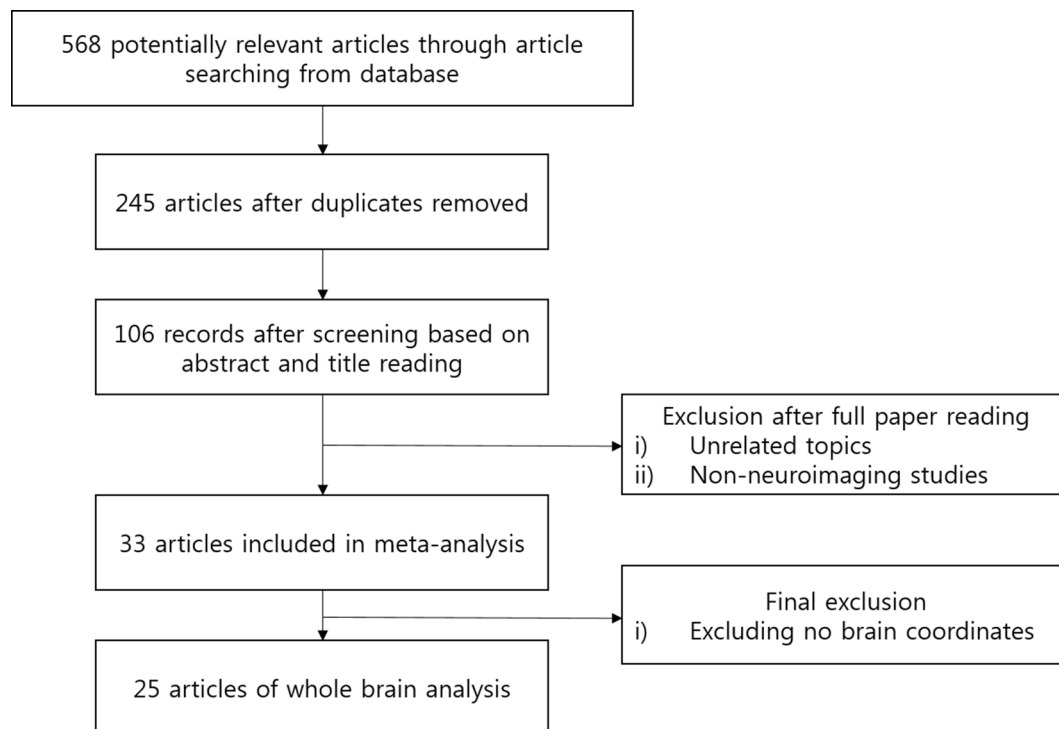 568 potentially relevant articles through article
searching from database
245 articles after duplicates removed
106 records after screening based on
abstract and title reading
Exclusion after full paper reading
i) Unrelated topics
ii) Non-neuroimaging studies
33 articles included in meta-analysis
Final exclusion
i) Excluding no brain coordinates
25 articles of whole brain analysis